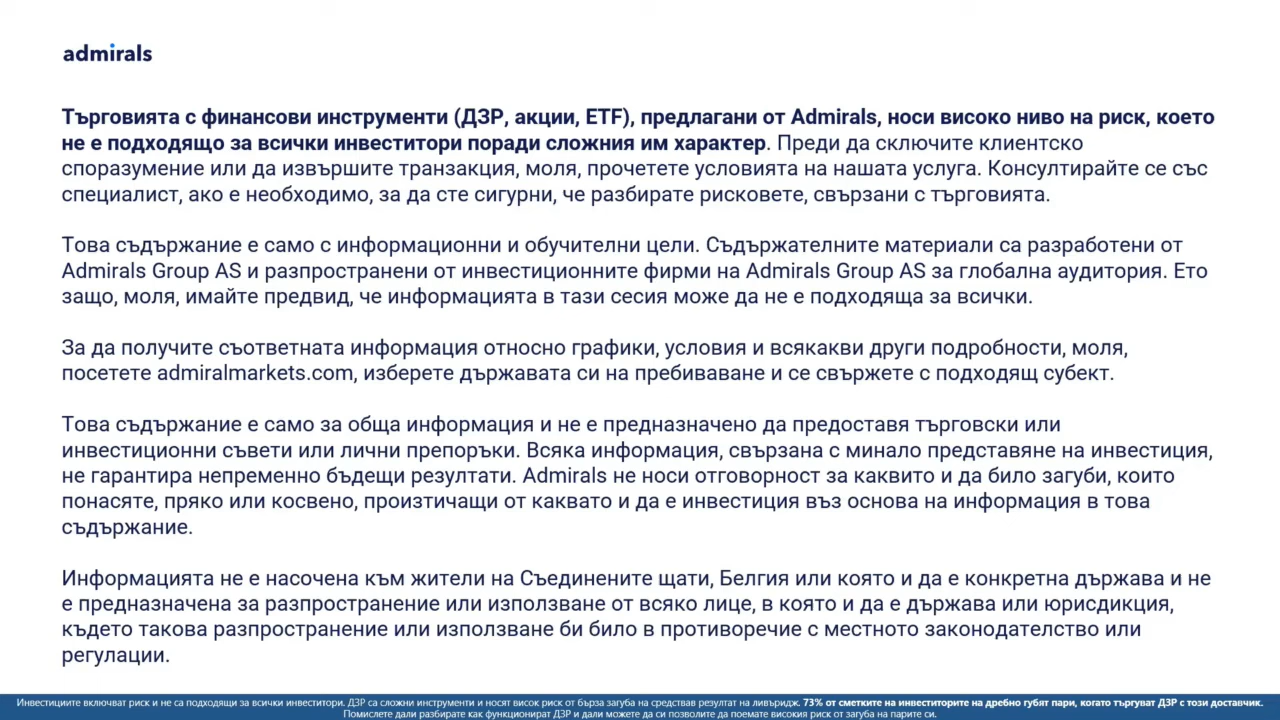 admirals
Търговията с финансови инструменти (ДЗР, акции, ETF), предлагани от Admirals, носи високо ниво на риск, което
не е подходящо за всички инвеститори поради сложния им характер. Преди да сключите клиентско
споразумение или да извършите транзакция, моля, прочетете условията на нашата услуга. Консултирайте се със
специалист, ако е необходимо, за да сте сигурни, че разбирате рисковете, свързани с търговията.
Това съдържание е само с информационни и обучителни цели. Съдържателните материали са разработени от
Admirals Group AS и разпространени от инвестиционните фирми на Admirals Group AS за глобална аудитория. Ето
защо, моля, имайте предвид, че информацията в тази сесия може да не е подходяща за всички.
За да получите съответната информация относно графики, условия и всякакви други подробности, моля,
посетете admiralmarkets.com, изберете държавата си на пребиваване и се свържете с подходящ субект.
Това съдържание е само за обща информация и не е предназначено да предоставя търговски или
инвестиционни съвети или лични препоръки. Всяка информация, свързана с минало представяне на инвестиция,
не гарантира непременно бъдещи резултати. Admirals не носи отговорност за каквито и да било загуби, които
понасяте, пряко или косвено, произтичащи от каквато и да е инвестиция въз основа на информация в това
съдържание.
Информацията не е насочена към жители на Съединените щати, Белгия или която и да е конкретна държава и не
е предназначена за разпространение или използване от всяко лице, в която и да е държава или юрисдикция,
където такова разпространение или използване би било в противоречие с местното законодателство или
регулации.
Инвестициите включват риск и не са подходящи за всички инвеститори. ДЗР са сложни инструменти и носят висок риск от бърза загуба на средствав резултат на ливъридж. 73% от сметките на инвеститорите на дребно губят пари, когато търгуват ДЗР с този доставчик.
Помислете дали разбирате как функционират ДЗР и дали можете да си позволите да поемате високия риск от загуба на парите си.